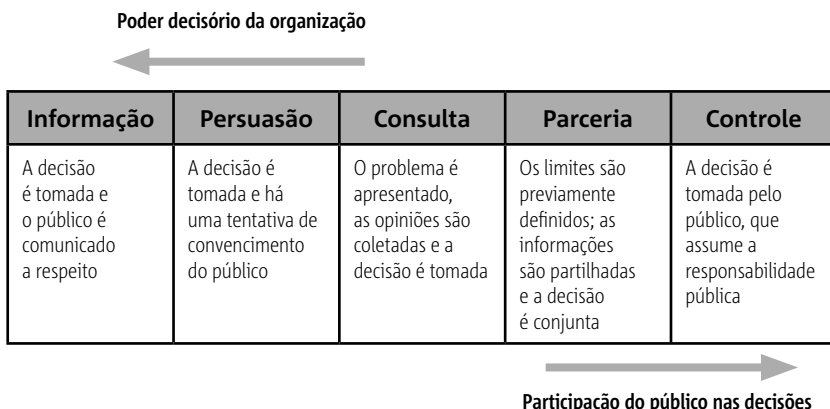 Poder decisório da organização
Informação
Persuasão
Consulta
Parceria
Controle
A decisão
é tomada e
o público é
comunicado
a respeito
A decisão é
tomada e há
uma tentativa de
convencimento
do público
O problema é
apresentado,
as opiniões são
coletadas e a
decisão é tomada
Os limites são
previamente
definidos; as
informações
são partilhadas
e a decisão
é conjunta
A decisão é
tomada pelo
público, que
assume a
responsabilidade
pública
Participação do público nas decisões